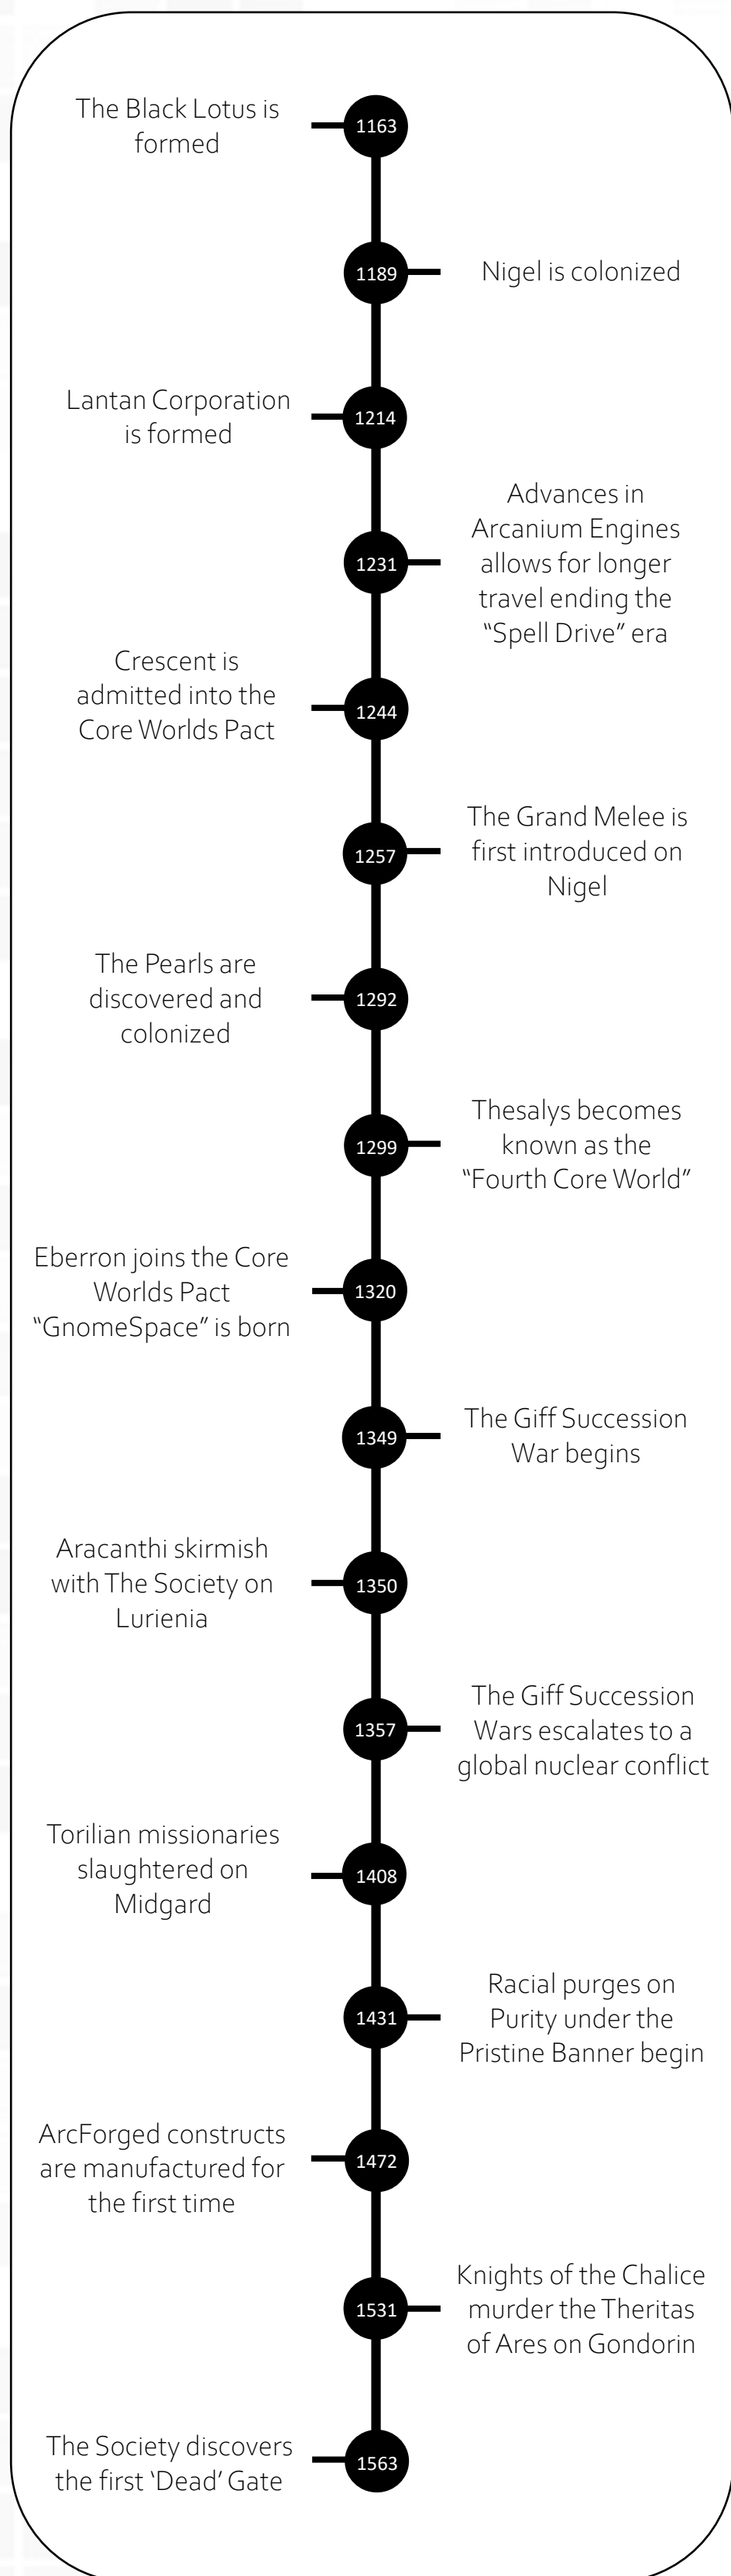 The Black Lotus is
formed
1163
1189
Nigel is colonized
Lantan Corporation
is formed
1214
Advances in
Arcanium Engines
allows for longer
travel ending the
“Spell Drive” era
1231
Crescent is
admitted into the
Core Worlds Pact
1244
The Grand Melee is
first introduced on
Nigel
1257
The Pearls are
discovered and
colonized
1292
Thesalys becomes
known as the
“Fourth Core World”
1299
Eberron joins the Core
Worlds Pact
“GnomeSpace” is born
1320
The Giff Succession
War begins
1349
Aracanthi skirmish
with The Society on
Lurienia
1350
The Giff Succession
Wars escalates to a
global nuclear conflict
1357
Torilian missionaries
slaughtered on
Midgard
1408
Racial purges on
Purity under the
Pristine Banner begin
1431
ArcForged constructs
are manufactured for
the first time
1472
Knights of the Chalice
murder the Theritas
of Ares on Gondorin
1531
The Society discovers
the first ‘Dead’ Gate
1563